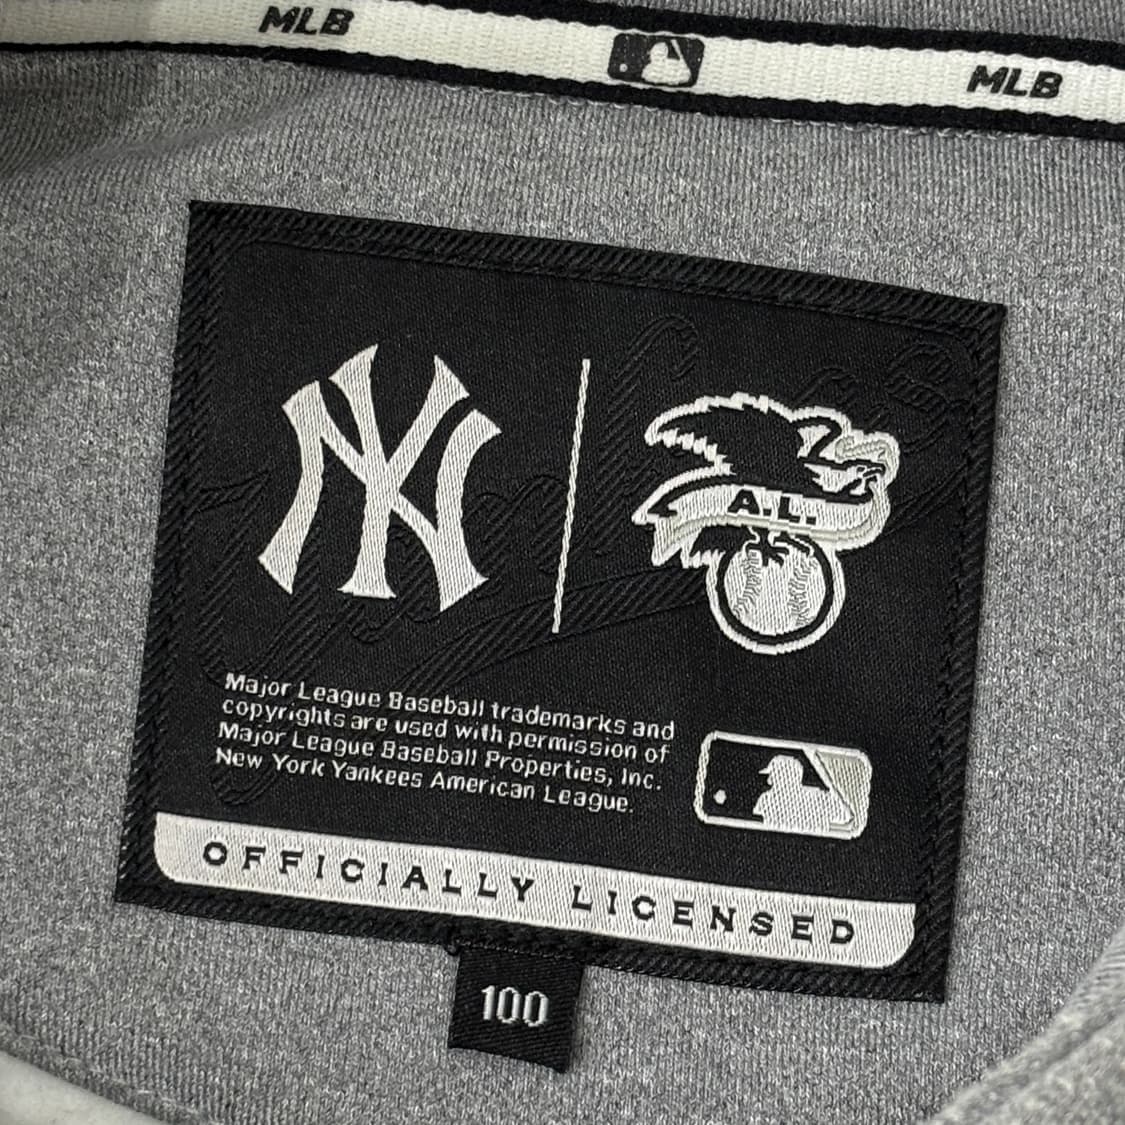 MLB MLB
NY
A.L.
Major League Baseball trademarks and
copyrights are used with permission of
Major League Baseball Properties, Inc.
New York Yankees American League.
OFFICIALLY LICENSED
100